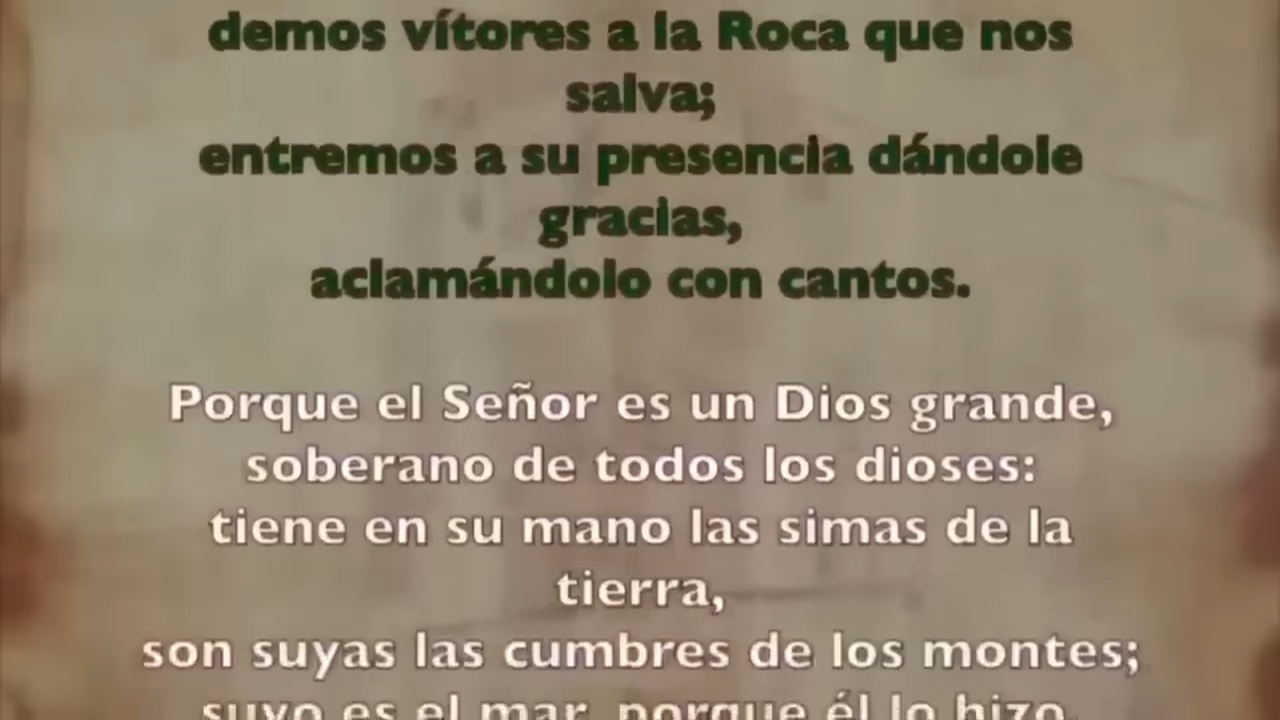 demos vítores a la Roca que nos
salva;
entremos a su presencia dándole
gracias,
aclamándolo con cantos.
Porque el Señor es un Dios grande,
soberano de todos los dioses:
tiene en su mano las simas de la
tierra,
son suyas las cumbres de los montes;
suyo es el mar, porque él lo hizo,